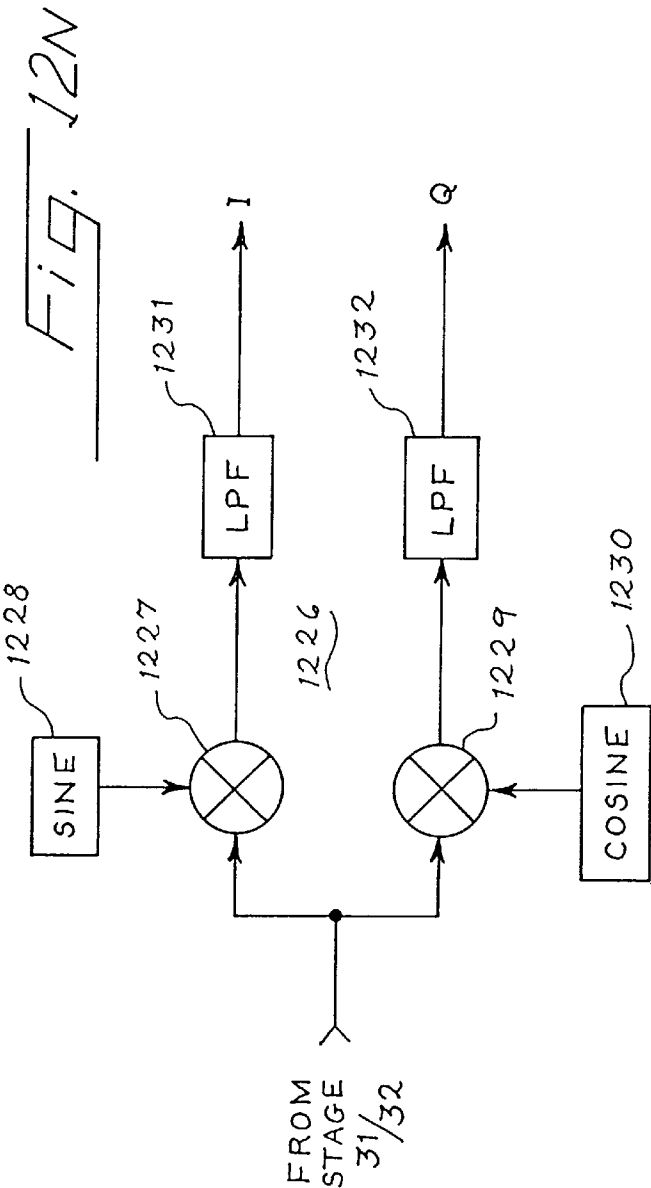 Fig. 12N
1228
SINE
1227
1231
LPF
I
FROM
STAGE
31/32
1226
1232
LPF
Q
1229
COSINE
1230